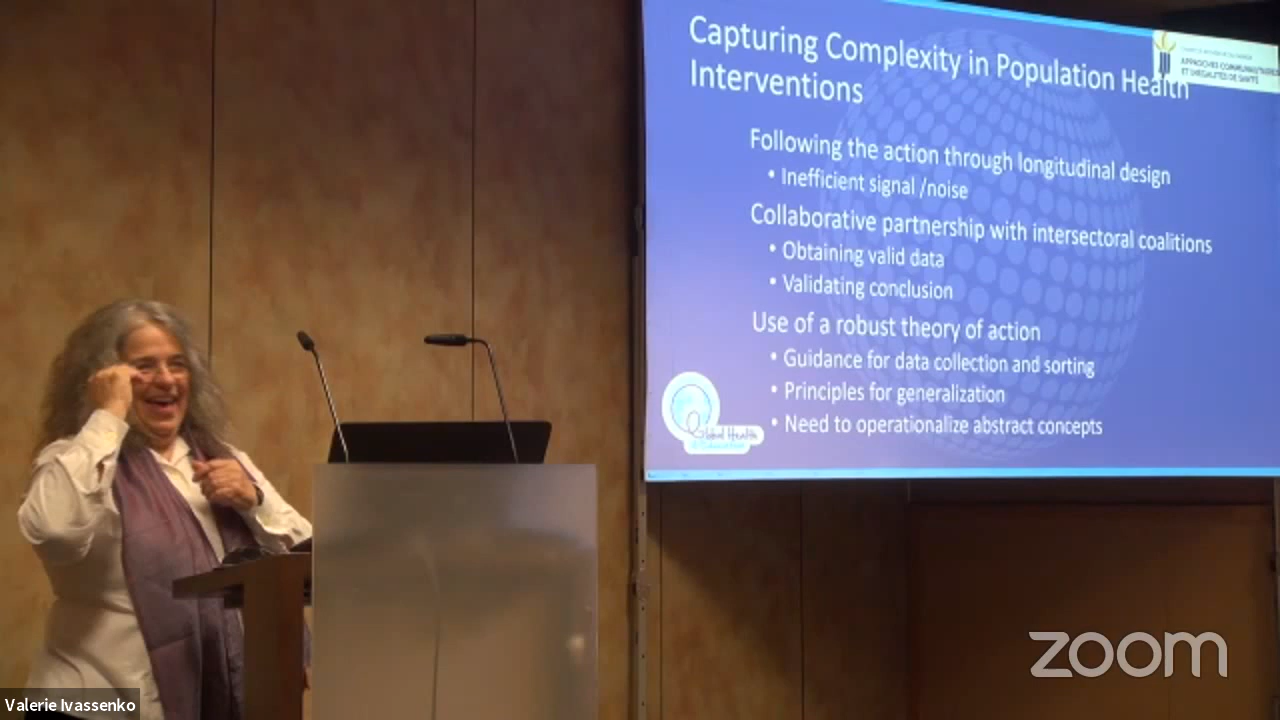 Capturing Complexity in Population Health
Interventions
APPROCHES COMMUNAUTAIRES
ET INÉGALITÉS DE SANTÉ
Following the action through longitudinal design
• Inefficient signal /noise
Collaborative partnership with intersectoral coalitions
• Obtaining valid data
• Validating conclusion
Use of a robust theory of action
• Guidance for data collection and sorting
• Principles for generalization
• Need to operationalize abstract concepts
Global Health
zoom
Valerie Ivassenko